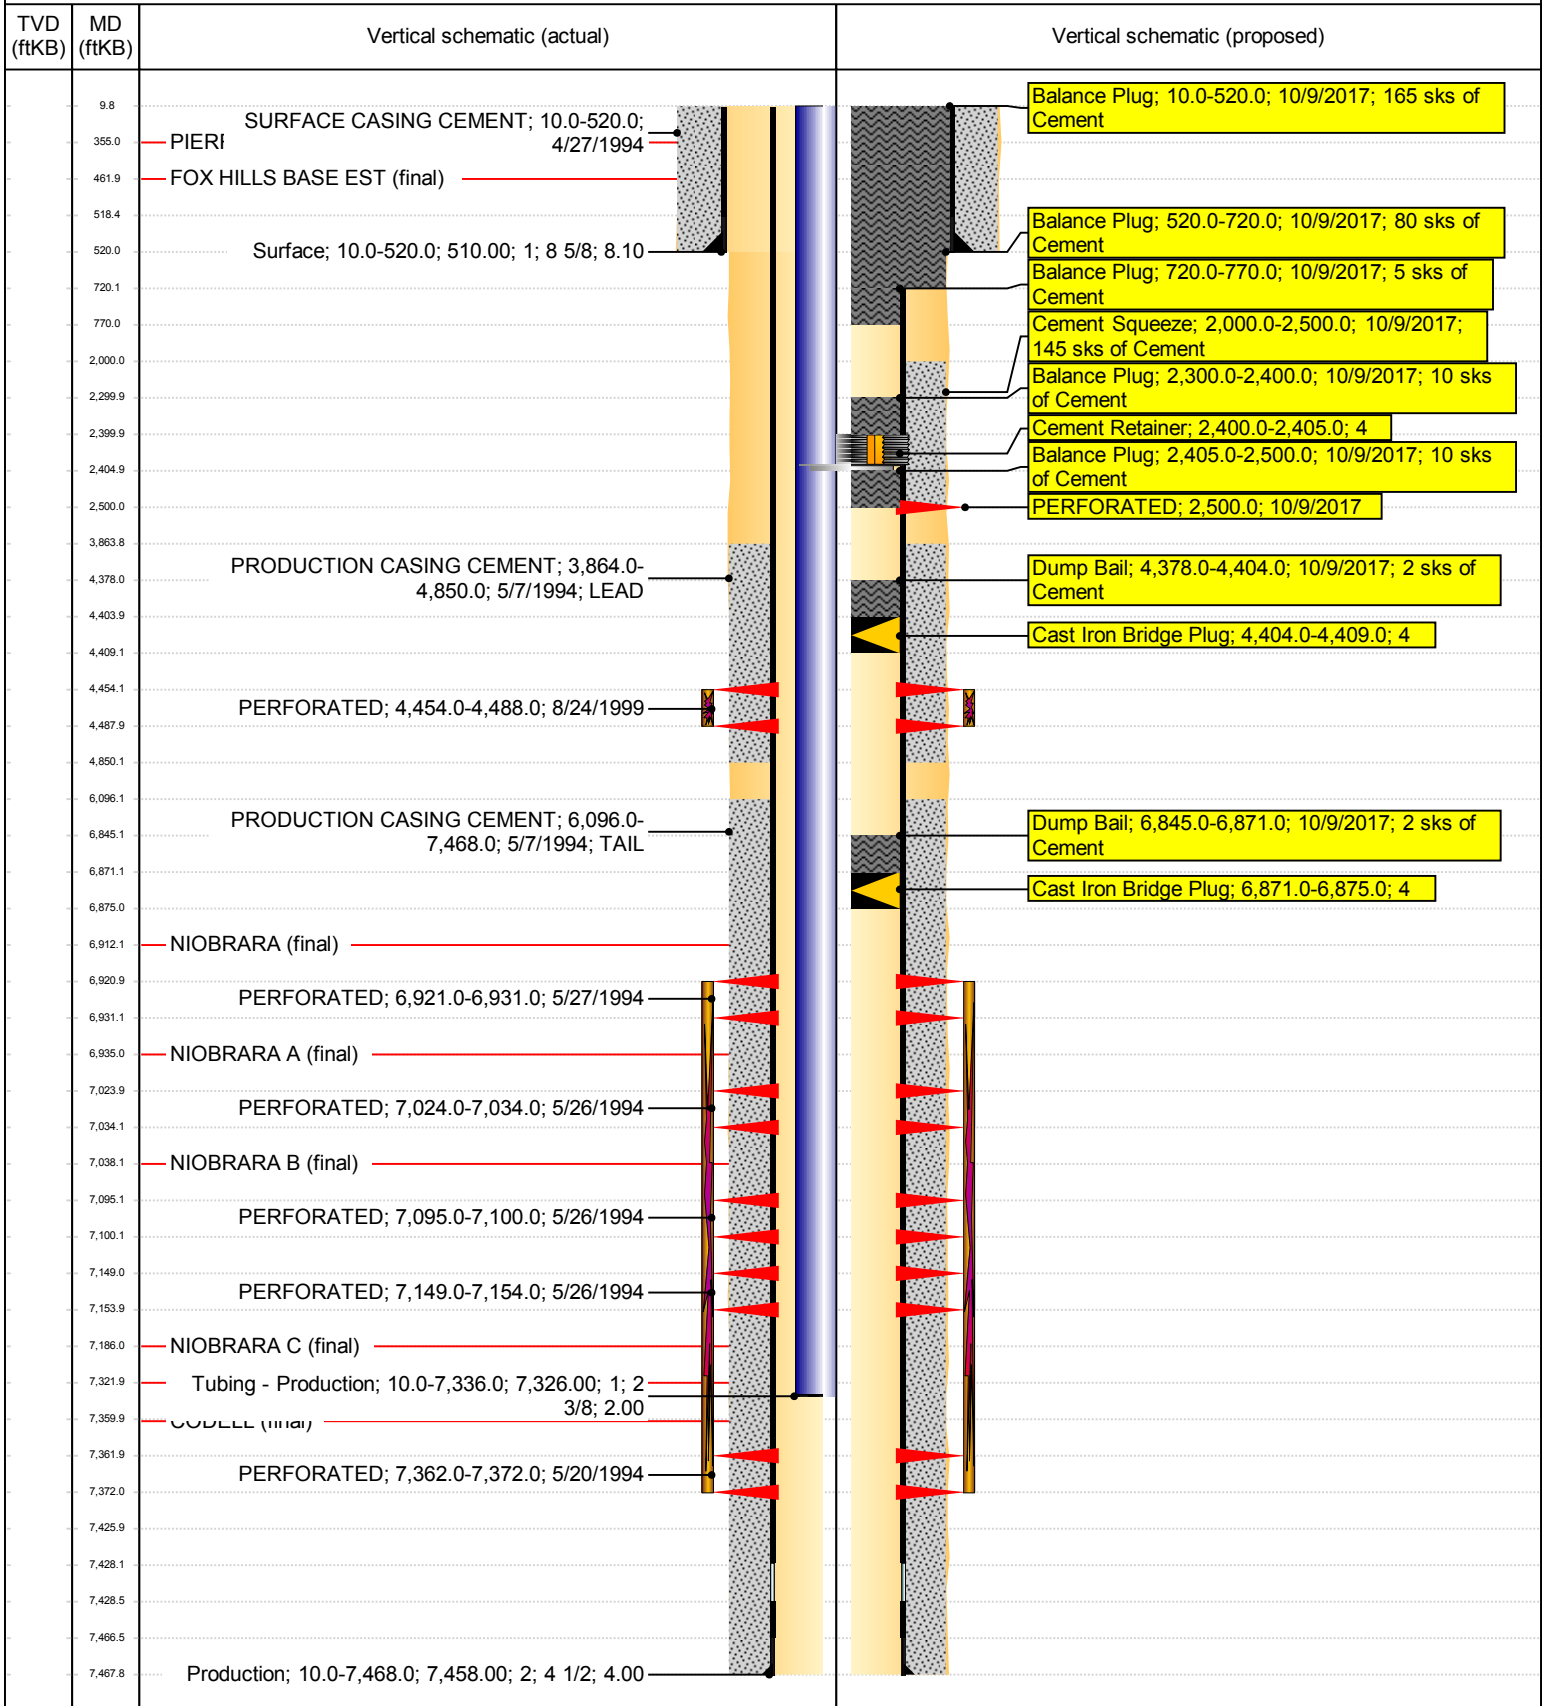 TVD
(ftKB)
MD
(ftKB)
Vertical schematic (actual)
Vertical schematic (proposed)
9.8
355.0
461.9
518.4
520.0
720.1
770.0
2,000.0
2,299.9
2,399.9
2,404.9
2,500.0
3,863.8
4,378.0
4,403.9
4,409.1
4,454.1
4,487.9
4,850.1
6,096.1
6,845.1
6,871.1
6,875.0
6,912.1
6,920.9
6,931.1
6,935.0
7,023.9
7,034.1
7,038.1
7,095.1
7,100.1
7,149.0
7,153.9
7,186.0
7,321.9
7,359.9
7,361.9
7,372.0
7,425.9
7,428.1
7,428.5
7,466.5
7,467.8
SURFACE CASING CEMENT; 10.0-520.0;
4/27/1994
FOX HILLS BASE EST (final)
Surface; 10.0-520.0; 510.00; 1; 8 5/8; 8.10
PRODUCTION CASING CEMENT; 3,864.0-
4,850.0; 5/7/1994; LEAD
PERFORATED; 4,454.0-4,488.0; 8/24/1999
PRODUCTION CASING CEMENT; 6,096.0-
7,468.0; 5/7/1994; TAIL
NIOBRARA (final)
PERFORATED; 6,921.0-6,931.0; 5/27/1994
NIOBRARA A (final)
PERFORATED; 7,024.0-7,034.0; 5/26/1994
NIOBRARA B (final)
PERFORATED; 7,095.0-7,100.0; 5/26/1994
PERFORATED; 7,149.0-7,154.0; 5/26/1994
NIOBRARA C (final)
Tubing - Production; 10.0-7,336.0; 7,326.00; 1; 2
3/8; 2.00
CODELL (final)
PERFORATED; 7,362.0-7,372.0; 5/20/1994
Production; 10.0-7,468.0; 7,458.00; 2; 4 1/2; 4.00
Balance Plug; 10.0-520.0; 10/9/2017; 165 sks of
Cement
Balance Plug; 520.0-720.0; 10/9/2017; 80 sks of
Cement
Balance Plug; 720.0-770.0; 10/9/2017; 5 sks of
Cement
Cement Squeeze; 2,000.0-2,500.0; 10/9/2017;
145 sks of Cement
Balance Plug; 2,300.0-2,400.0; 10/9/2017; 10 sks
of Cement
Cement Retainer; 2,400.0-2,405.0; 4
Balance Plug; 2,405.0-2,500.0; 10/9/2017; 10 sks
of Cement
PERFORATED; 2,500.0; 10/9/2017
Dump Bail; 4,378.0-4,404.0; 10/9/2017; 2 sks of
Cement
Cast Iron Bridge Plug; 4,404.0-4,409.0; 4
Dump Bail; 6,845.0-6,871.0; 10/9/2017; 2 sks of
Cement
Cast Iron Bridge Plug; 6,871.0-6,875.0; 4